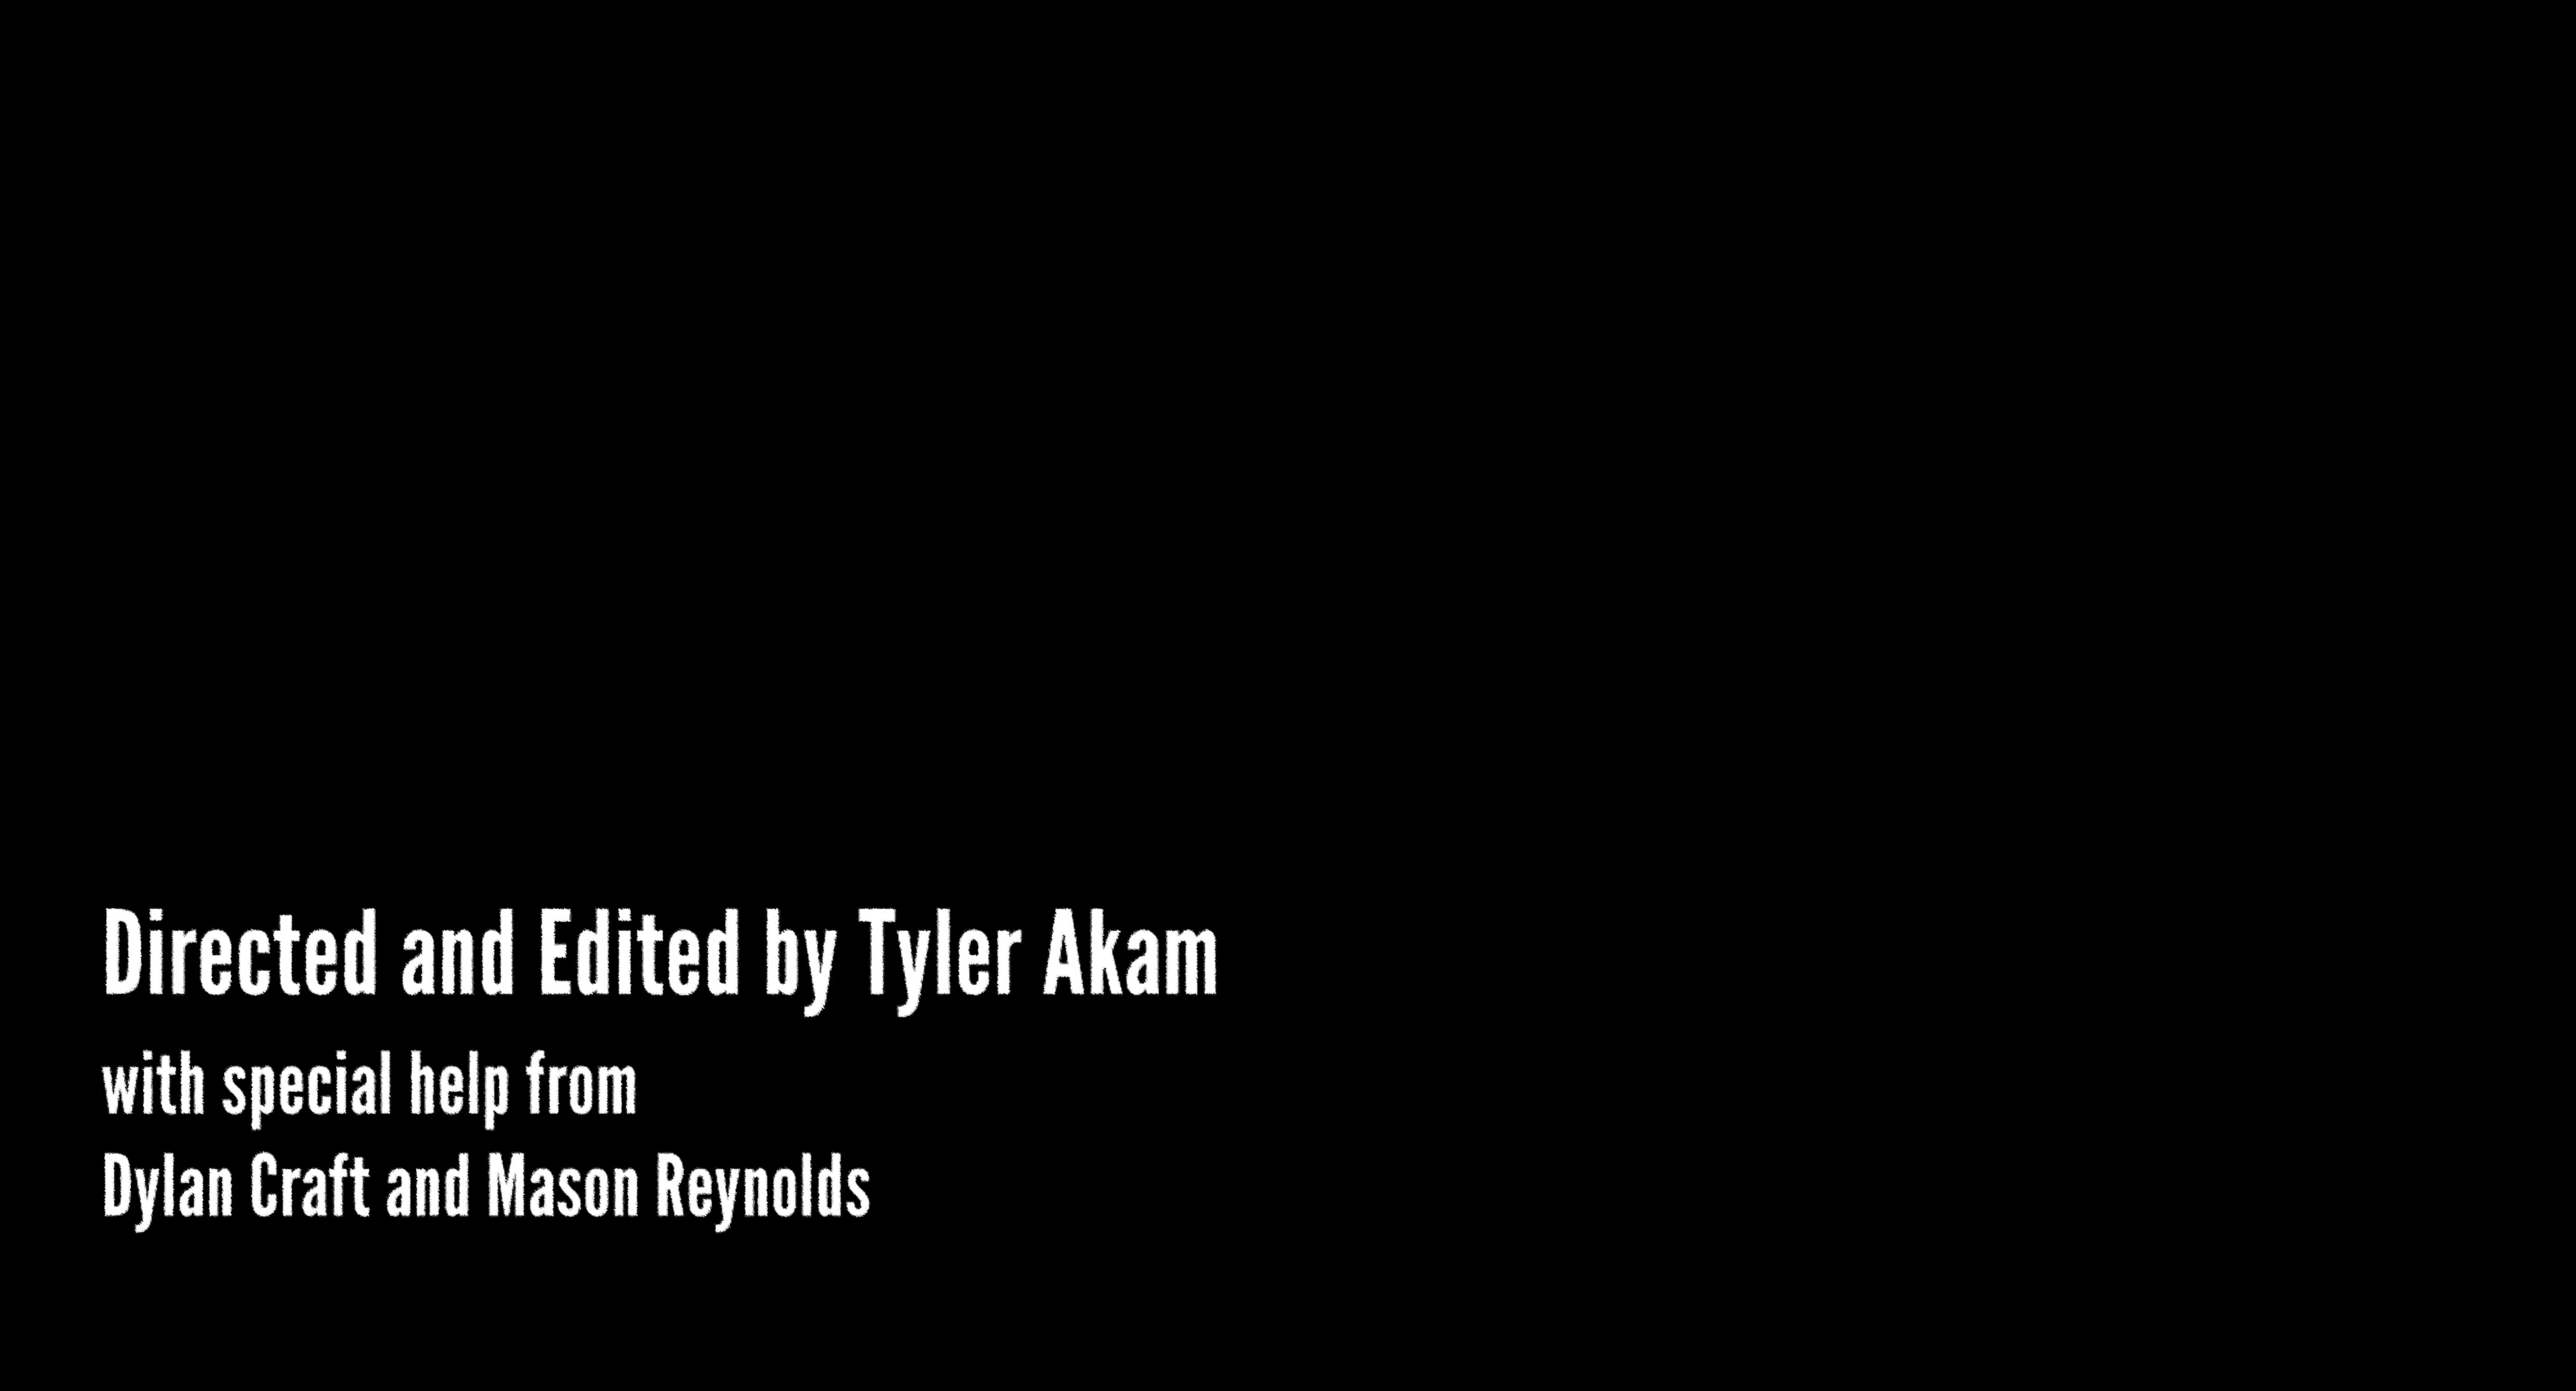 Directed and Edited by Tyler Akam
with special help from
Dylan Craft and Mason Reynolds